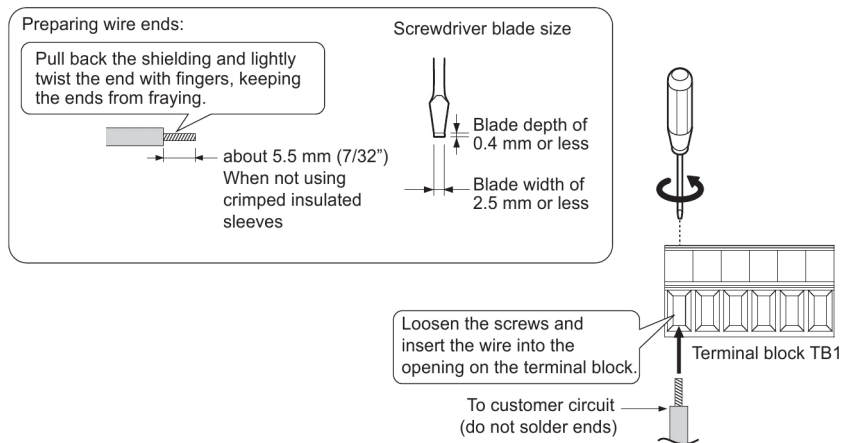 Preparing wire ends:
Pull back the shielding and lightly
twist the end with fingers, keeping
the ends from fraying.
about 5.5 mm (7/32”)
When not using
crimped insulated
sleeves
Screwdriver blade size
Blade depth of
0.4 mm or less
Blade width of
2.5 mm or less
Loosen the screws and
insert the wire into the
opening on the terminal block.
Terminal block TB1
To customer circuit
(do not solder ends)